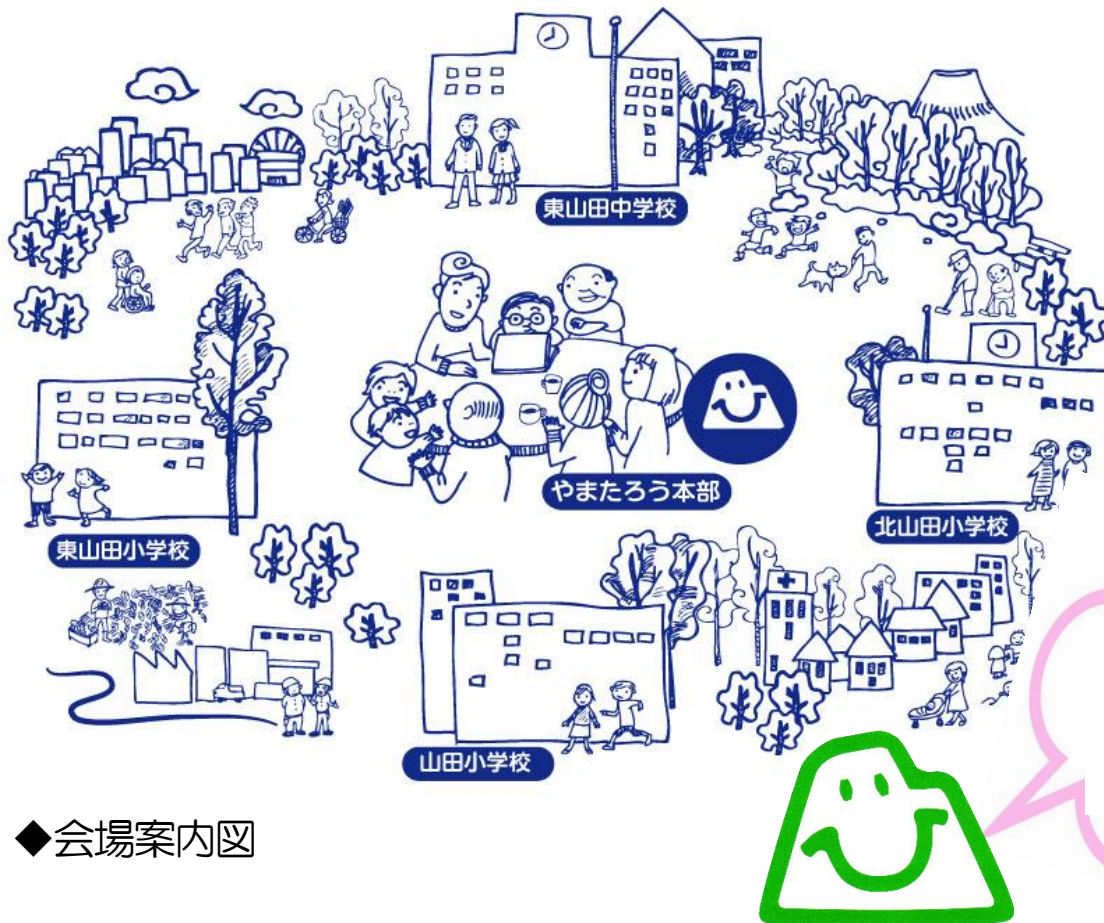 東山田中学校
やまたろう本部
北山田小学校
東山田小学校
山田小学校
◆会場案内図